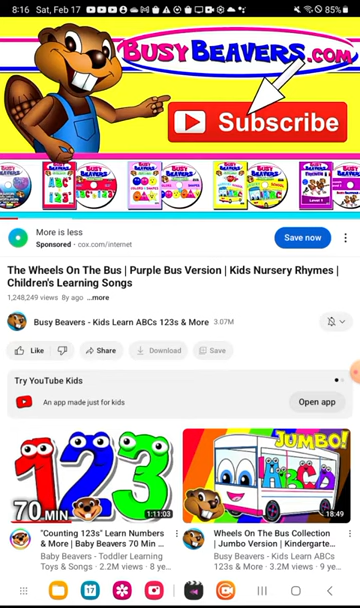 8:16 Sat, Feb 17
85%
BUSY BEAVERS.COM
Subscribe
More is less
Sponsored · cox.com/internet
Save now
The Wheels On The Bus | Purple Bus Version | Kids Nursery Rhymes |
Children's Learning Songs
1,248,249 views 8y ago ...more
Busy Beavers - Kids Learn ABCs 123s & More 3.07M
Like
Share
Download
Save
Try YouTube Kids
An app made just for kids
Open app
123
70 MIN
1:11:03
JUMBO!
ABCD
18:49
"Counting 123s" Learn Numbers
& More | Baby Beavers 70 Min ...
Baby Beavers - Toddler Learning
Toys & Songs · 2.2M views · 8 ye...
Wheels On the Bus Collection
| Jumbo Version | Kindergarte...
Busy Beavers - Kids Learn ABCs
123s & More · 3.2M views · 9 ye...
17